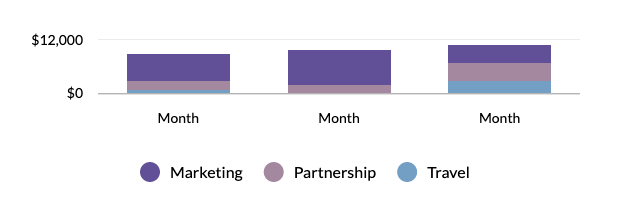 $12,000
$0
Month Month Month
Marketing Partnership Travel